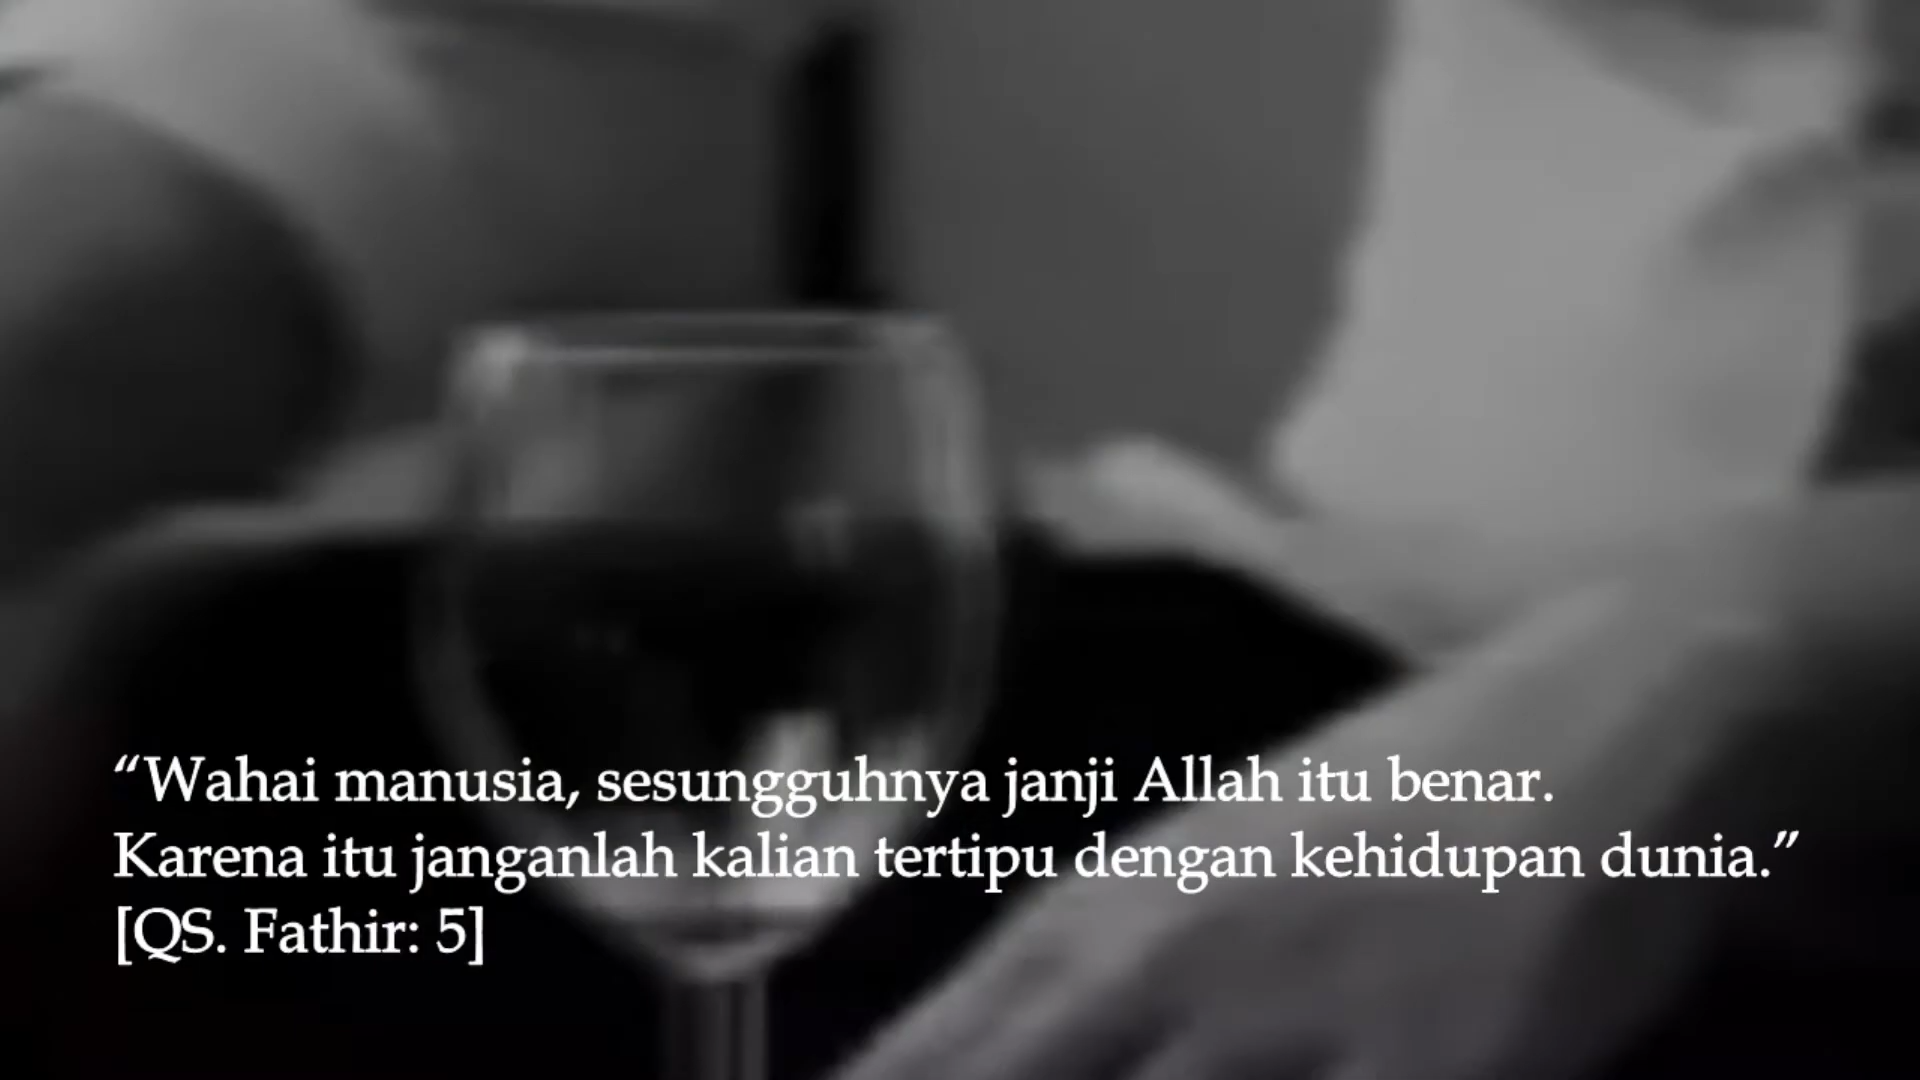 “Wahai manusia, sesungguhnya janji Allah itu benar.
Karena itu janganlah kalian tertipu dengan kehidupan dunia.”
[QS. Fathir: 5]